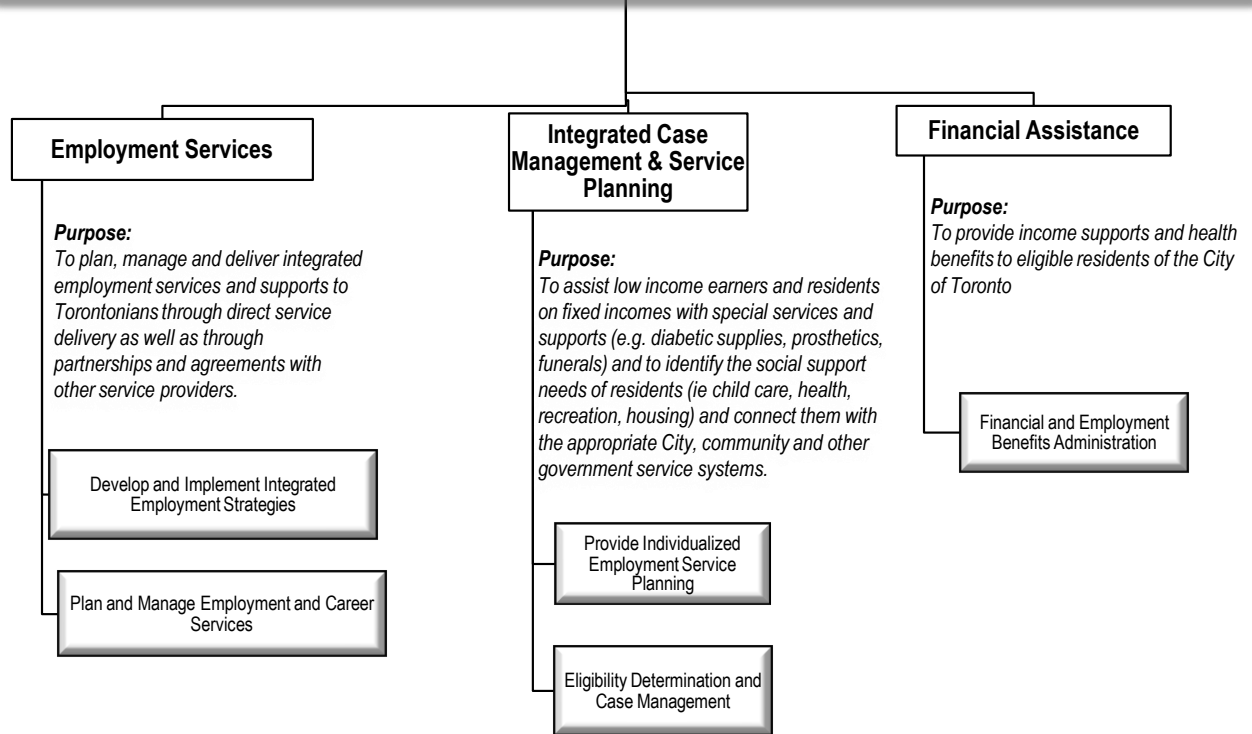 Employment Services
Purpose:
To plan, manage and deliver integrated
employment services and supports to
Torontonians through direct service
delivery as well as through
partnerships and agreements with
other service providers.
Develop and Implement Integrated
Employment Strategies
Plan and Manage Employment and Career
Services
Integrated Case
Management & Service
Planning
Purpose:
To assist low income earners and residents
on fixed incomes with special services and
supports (e.g. diabetic supplies, prosthetics,
funerals) and to identify the social support
needs of residents (ie child care, health,
recreation, housing) and connect them with
the appropriate City, community and other
government service systems.
Provide Individualized
Employment Service
Planning
Eligibility Determination and
Case Management
Financial Assistance
Purpose:
To provide income supports and health
benefits to eligible residents of the City
of Toronto
Financial and Employment
Benefits Administration